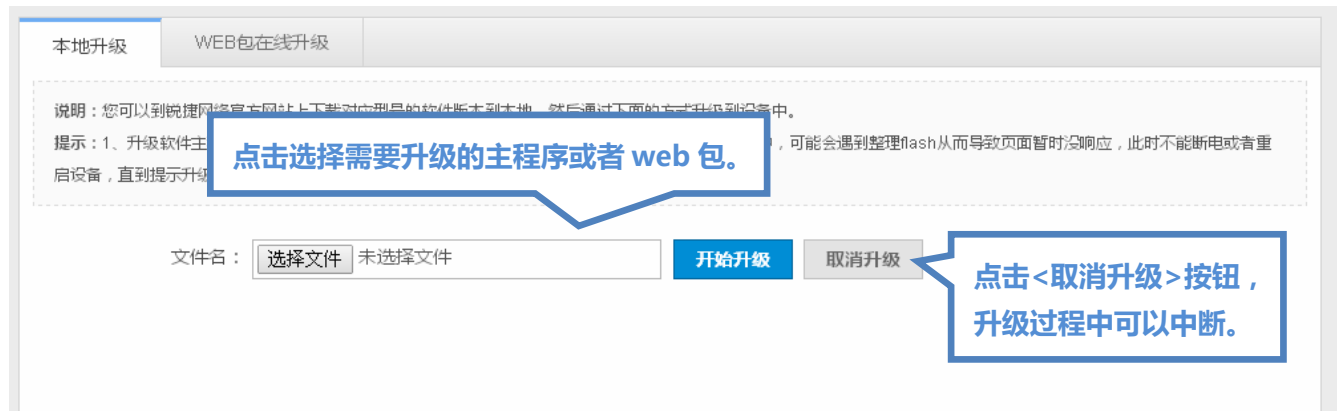 本地升级 WEB包在线升级
说明：您可以到锐捷网络官方网站上下载对应型号的软件版本到本地，然后通过下面的方式升级到设备中。
提示：1、升级软件主 ，可能会遇到整理flash从而导致页面暂时没响应，此时不能断电或者重
启设备，直到提示升级
点击选择需要升级的主程序或者 web 包。
文件名： 选择文件 未选择文件 开始升级 取消升级
点击<取消升级>按钮，
升级过程中可以中断。